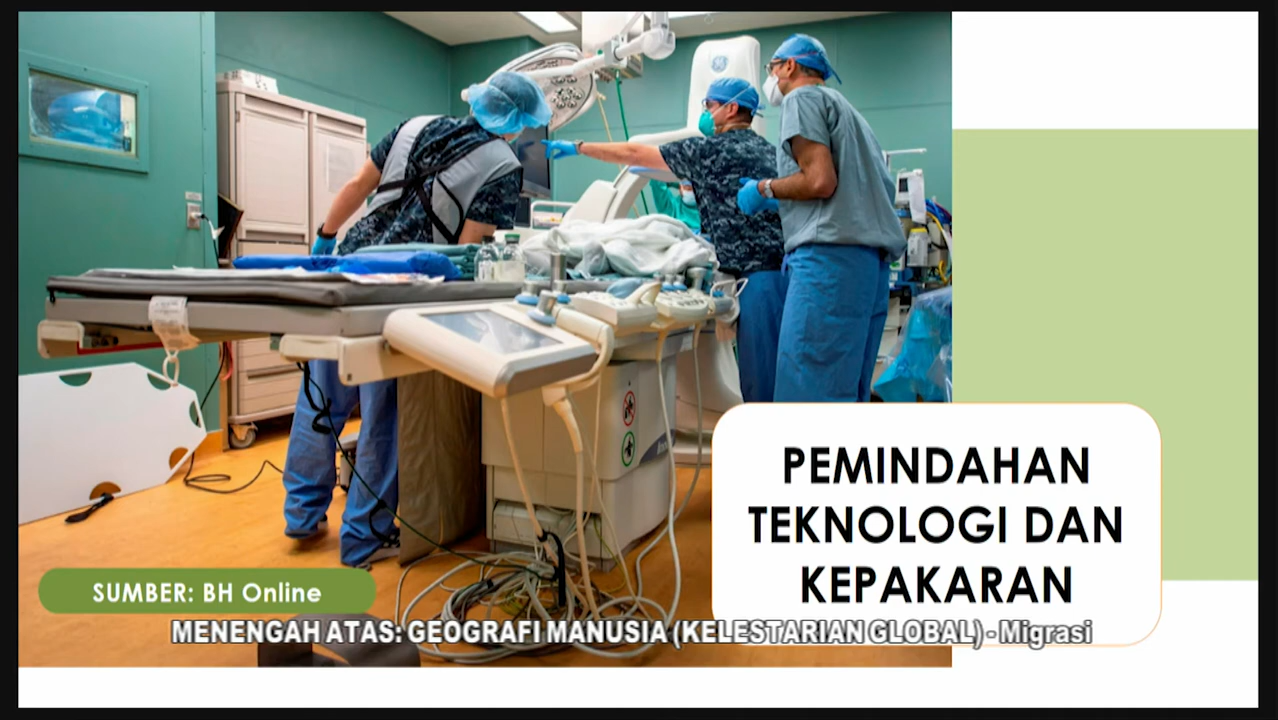 PEMINDAHAN
TEKNOLOGI DAN
KEPAKARAN
SUMBER: BH Online
MENENGAH ATAS: GEOGRAFI MANUSIA (KELESTARIAN GLOBAL) - Migrasi